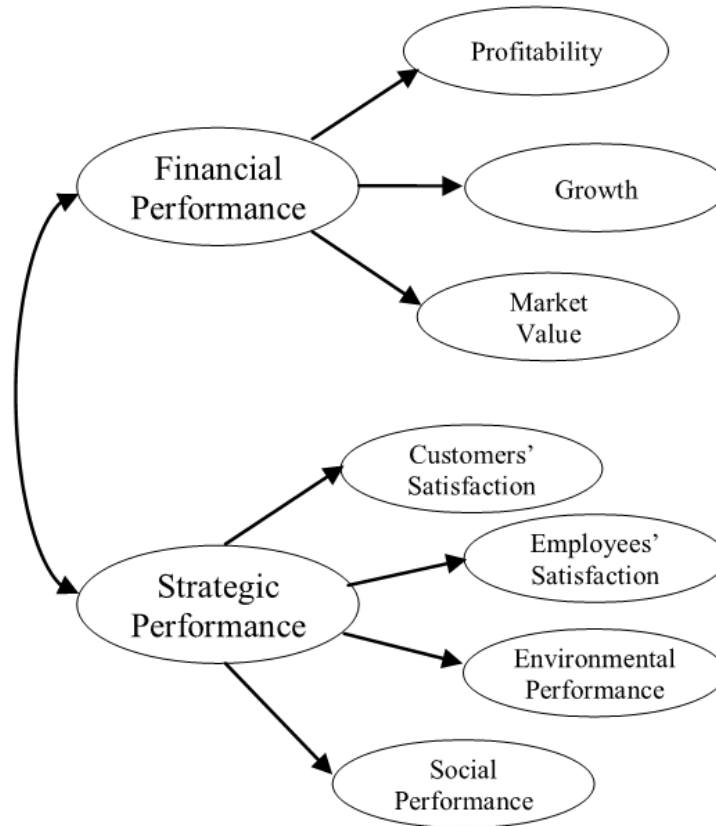 Profitability
Financial
Performance
Growth
Market
Value
Customers’
Satisfaction
Employees’
Satisfaction
Strategic
Performance
Environmental
Performance
Social
Performance